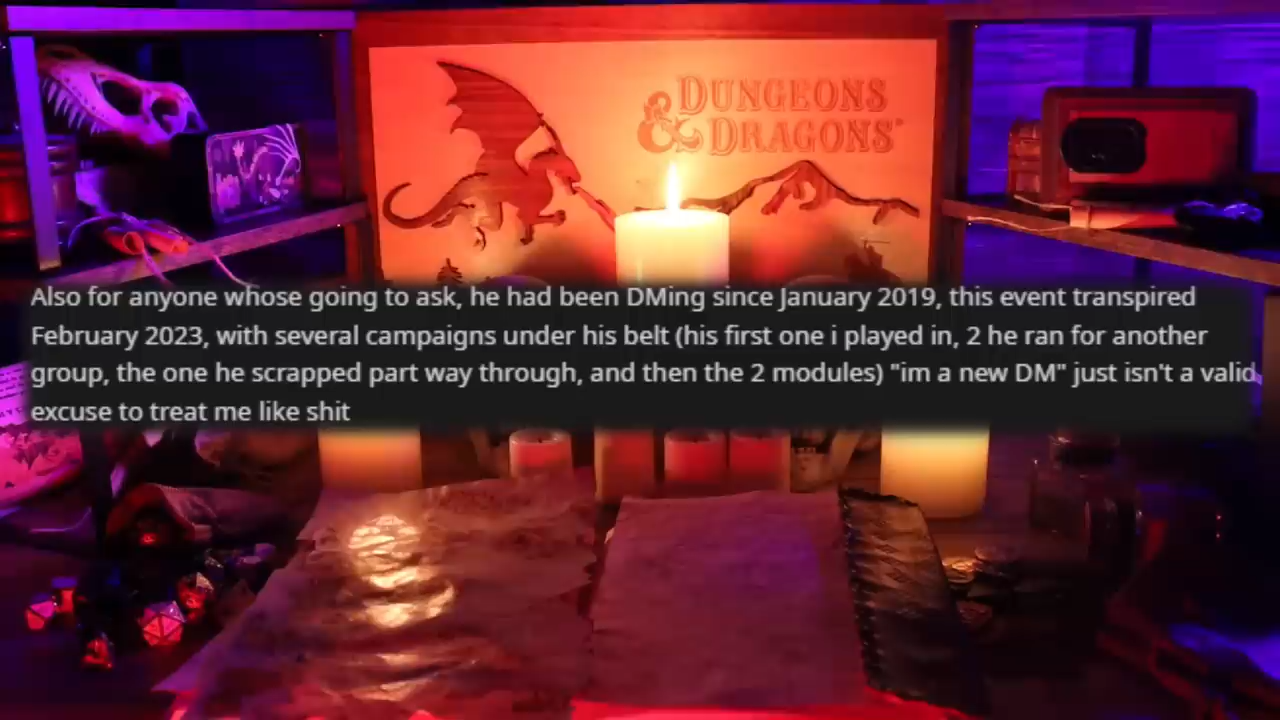 DUNGEONS
& DRAGONS
Also for anyone whose going to ask, he had been DMing since January 2019, this event transpired
February 2023, with several campaigns under his belt (his first one i played in, 2 he ran for another
group, the one he scrapped part way through, and then the 2 modules) "im a new DM" just isn't a valid
excuse to treat me like shit